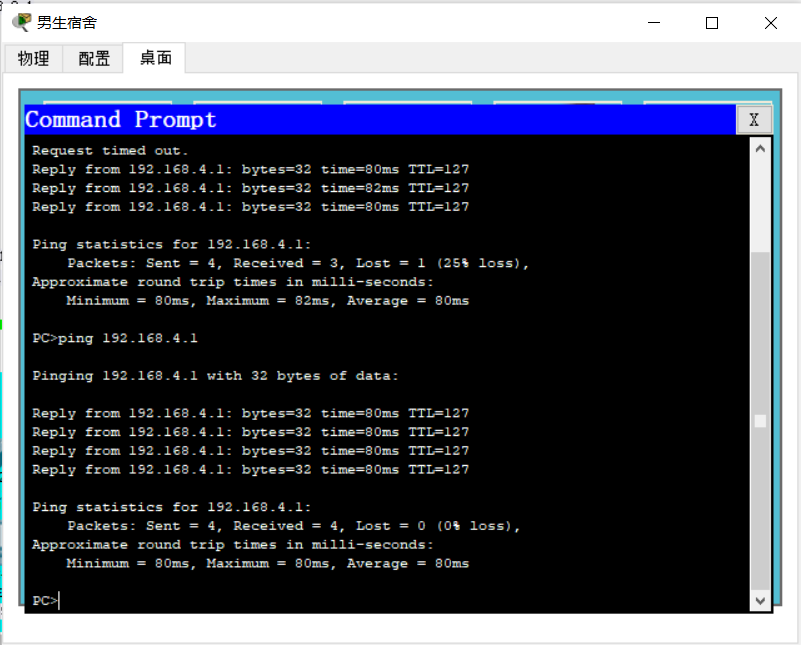 男生宿舍
物理 配置 桌面
Command Prompt X
Request timed out.
Reply from 192.168.4.1: bytes=32 time=80ms TTL=127
Reply from 192.168.4.1: bytes=32 time=82ms TTL=127
Reply from 192.168.4.1: bytes=32 time=80ms TTL=127
Ping statistics for 192.168.4.1:
Packets: Sent = 4, Received = 3, Lost = 1 (25% loss),
Approximate round trip times in milli-seconds:
Minimum = 80ms, Maximum = 82ms, Average = 80ms
PC>ping 192.168.4.1
Pinging 192.168.4.1 with 32 bytes of data:
Reply from 192.168.4.1: bytes=32 time=80ms TTL=127
Reply from 192.168.4.1: bytes=32 time=80ms TTL=127
Reply from 192.168.4.1: bytes=32 time=80ms TTL=127
Reply from 192.168.4.1: bytes=32 time=80ms TTL=127
Ping statistics for 192.168.4.1:
Packets: Sent = 4, Received = 4, Lost = 0 (0% loss),
Approximate round trip times in milli-seconds:
Minimum = 80ms, Maximum = 80ms, Average = 80ms
PC>